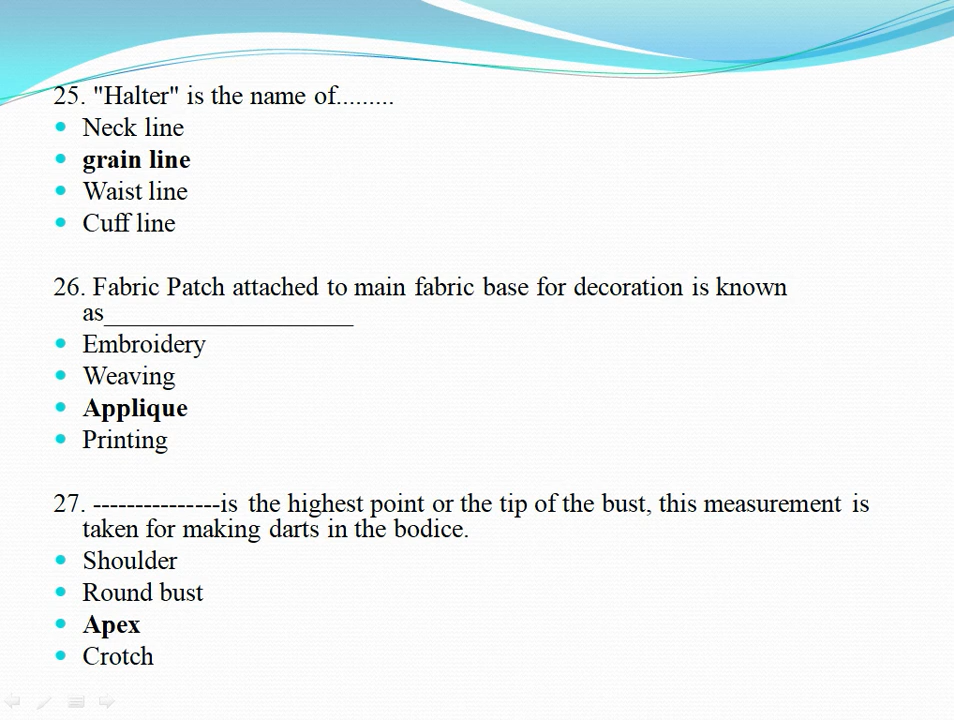 25. "Halter" is the name of.........
• Neck line
• grain line
• Waist line
• Cuff line
26. Fabric Patch attached to main fabric base for decoration is known
as___________________
• Embroidery
• Weaving
• Applique
• Printing
27. ---------------is the highest point or the tip of the bust, this measurement is
taken for making darts in the bodice.
• Shoulder
• Round bust
• Apex
• Crotch